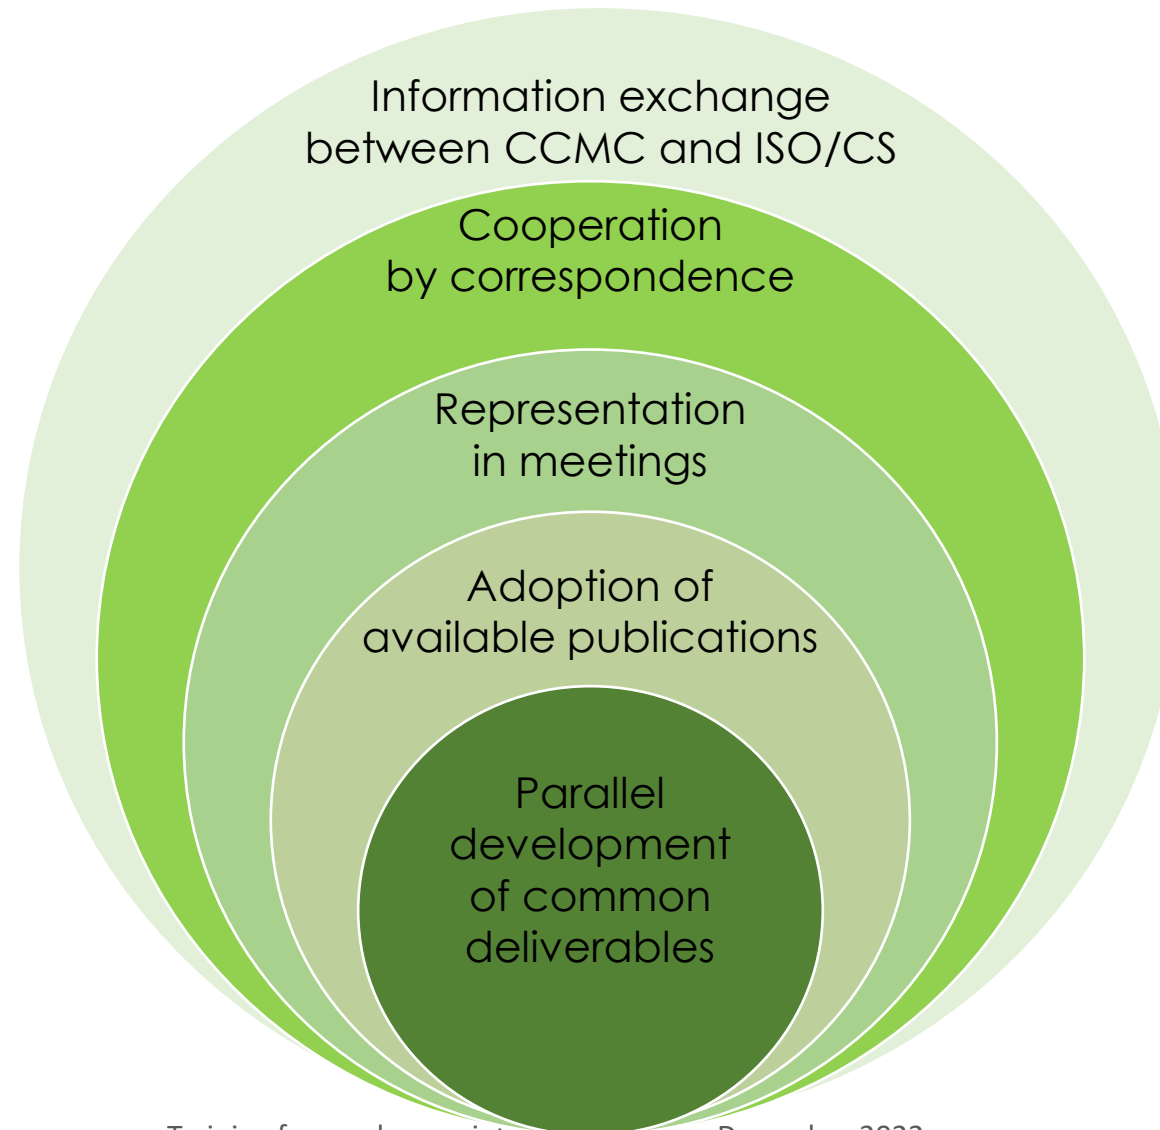 Information exchange
between CCMC and ISO/CS
Cooperation
by correspondence
Representation
in meetings
Adoption of
available publications
Parallel
development
of common
deliverables